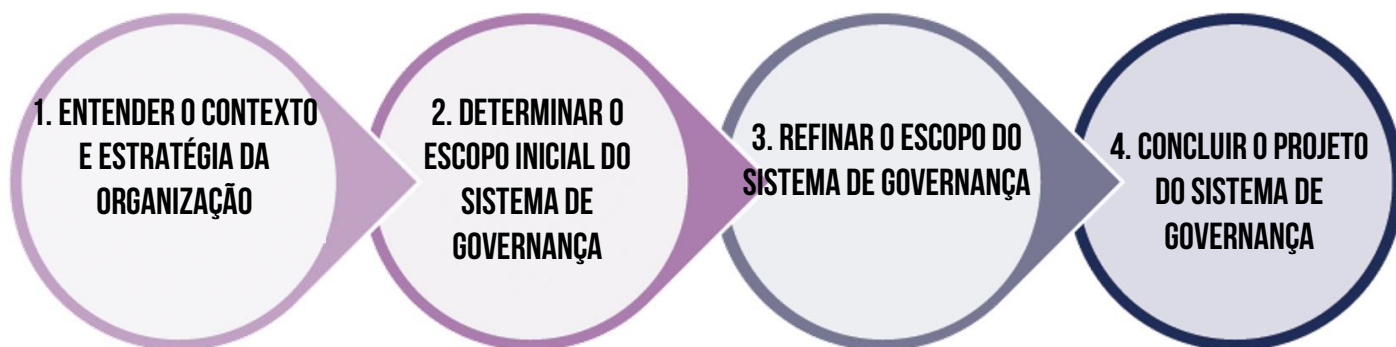 1. ENTENDER O CONTEXTO
E ESTRATÉGIA DA
ORGANIZAÇÃO
2. DETERMINAR O
ESCOPO INICIAL DO
SISTEMA DE
GOVERNANÇA
3. REFINAR O ESCOPO DO
SISTEMA DE GOVERNANÇA
4. CONCLUIR O PROJETO
DO SISTEMA DE
GOVERNANÇA